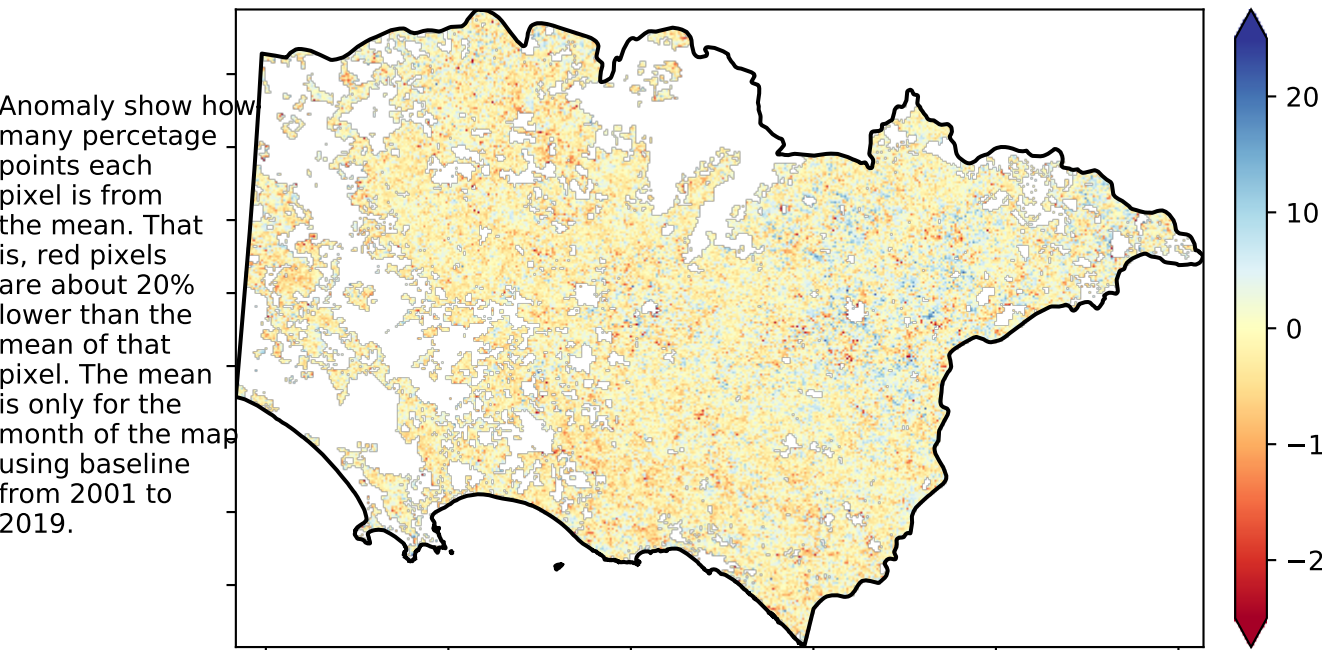 Anomaly show how
many percetage
points each
pixel is from
the mean. That
is, red pixels
are about 20%
lower than the
mean of that
pixel. The mean
is only for the
month of the map
using baseline
from 2001 to
2019.
20
10
0
−1
−2